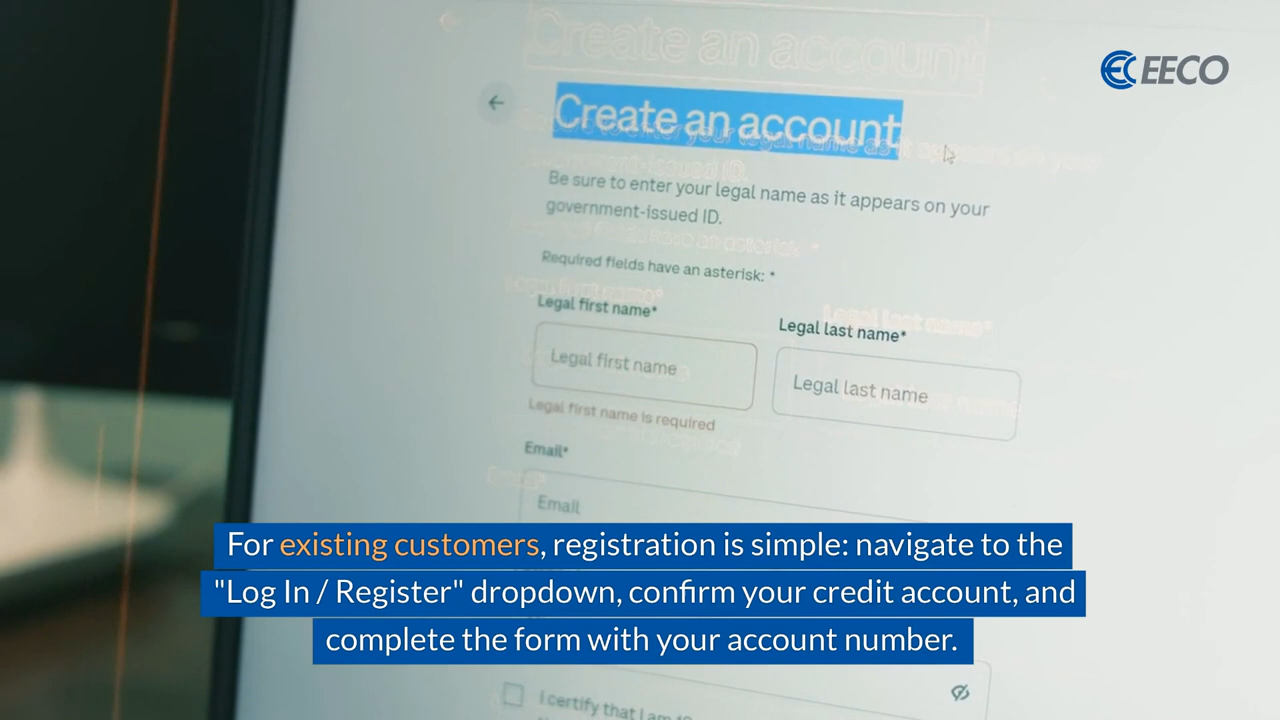 Create an account
EECO
Create an account
Be sure to enter your legal name as it appears on your
government-issued ID.
Required fields have an asterisk: *
Legal first name*
Legal last name*
Legal first name
Legal last name
Legal first name is required
Email*
Email
For existing customers, registration is simple: navigate to the
"Log In / Register" dropdown, confirm your credit account, and
complete the form with your account number.
I certify that I am